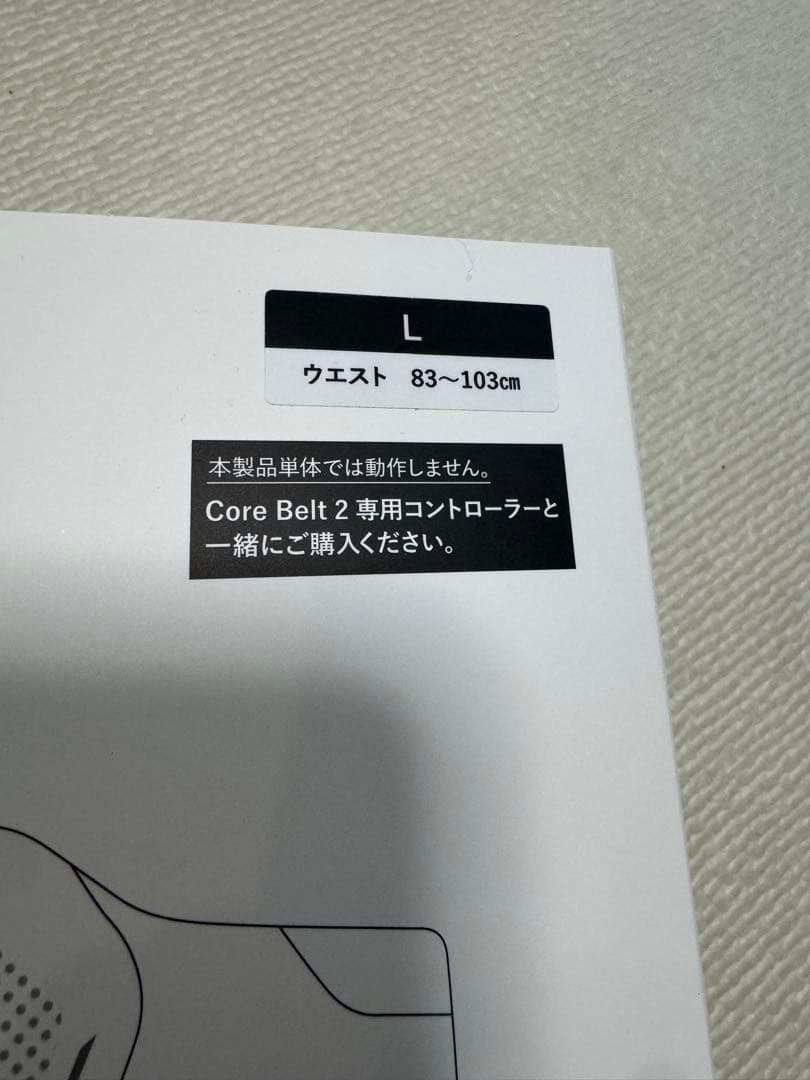 L
ウエスト 83〜103㎝
本製品単体では動作しません。
Core Belt 2 専用コントローラーと
一緒にご購入ください。